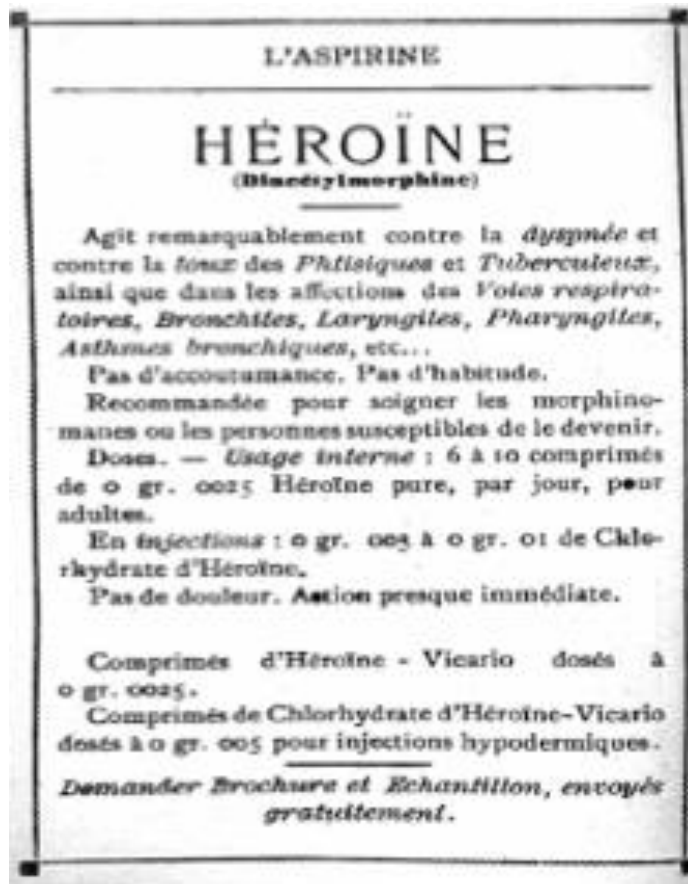 L'ASPIRINE
HÉROÏNE
(Diacétylmorphine)
Agit remarquablement contre la dyspnée et
contre la toux des Phtisiques et Tuberculeux,
ainsi que dans les affections des Voies respira-
toires, Bronchites, Laryngites, Pharyngites,
Asthmes bronchiques, etc...
Pas d'accoutumance. Pas d'habitude.
Recommandée pour soigner les morphino-
manes ou les personnes susceptibles de le devenir.
Doses. — Usage interne : 6 à 10 comprimés
de 0 gr. 0025 Héroïne pure, par jour, pour
adultes.
En injections : 0 gr. 005 à 0 gr. 01 de Chlo-
rhydrate d'Héroïne.
Pas de douleur. Action presque immédiate.
Comprimés d'Héroïne - Vicario dosés à
0 gr. 0025.
Comprimés de Chlorhydrate d'Héroïne-Vicario
dosés à 0 gr. 005 pour injections hypodermiques.
Demander Brochure et Echantillon, envoyés
gratuitement.